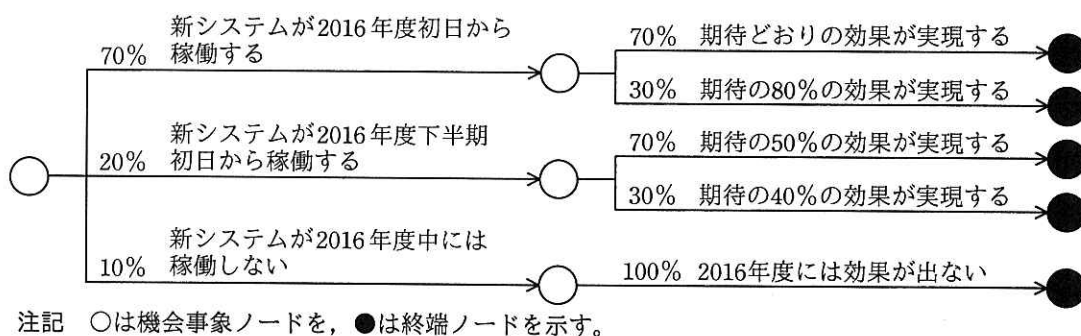 新システムが2016年度初日から
70% 稼働する
70% 期待どおりの効果が実現する
30% 期待の80%の効果が実現する
新システムが2016年度下半期
20% 初日から稼働する
70% 期待の50%の効果が実現する
30% 期待の40%の効果が実現する
新システムが2016年度中には
10% 稼働しない
100% 2016年度には効果が出ない
注記 ○は機会事象ノードを，●は終端ノードを示す。